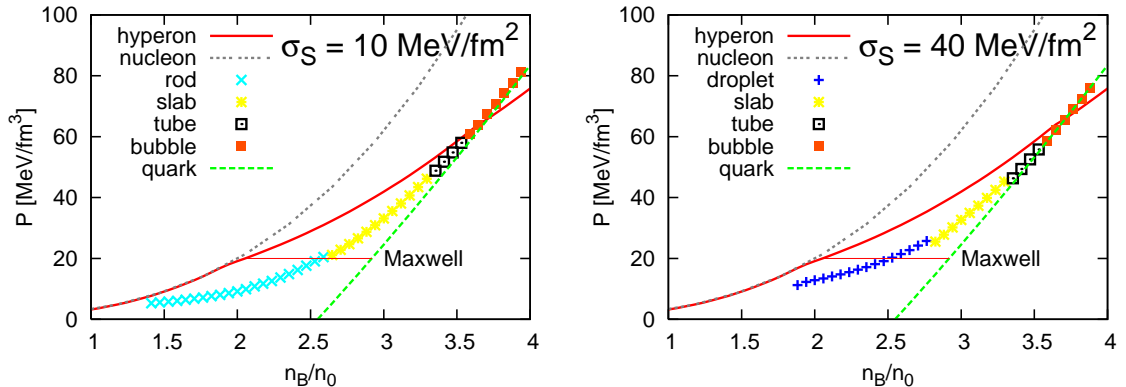 σS = 10 MeV/fm²
hyperon
nucleon
rod
slab
tube
bubble
quark
Maxwell
P [MeV/fm³]
100
80
60
40
20
0
1
1.5
2
2.5
3
3.5
4
nB/n0
σS = 40 MeV/fm²
hyperon
nucleon
droplet
slab
tube
bubble
quark
Maxwell
P [MeV/fm³]
100
80
60
40
20
0
1
1.5
2
2.5
3
3.5
4
nB/n0